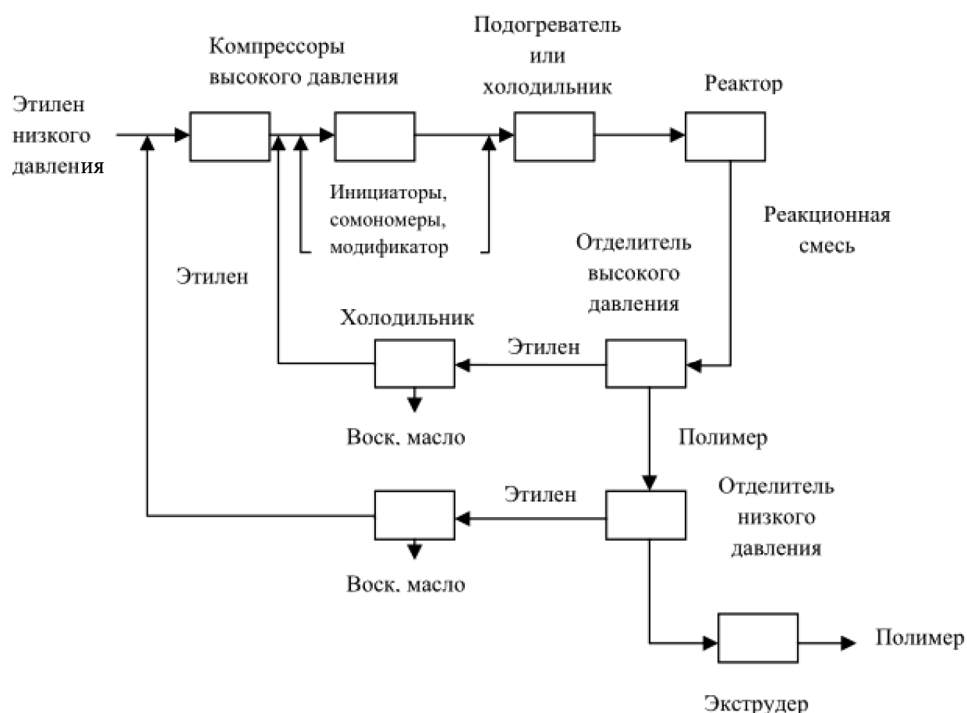 Подогреватель
или
холодильник
Компрессоры
высокого давления
Реактор
Этилен
низкого
давления
Инициаторы,
сомономеры,
модификатор
Реакционная
смесь
Отделитель
высокого
давления
Этилен
Холодильник
Этилен
Воск. масло
Полимер
Этилен
Отделитель
низкого
давления
Воск. масло
Полимер
Экструдер